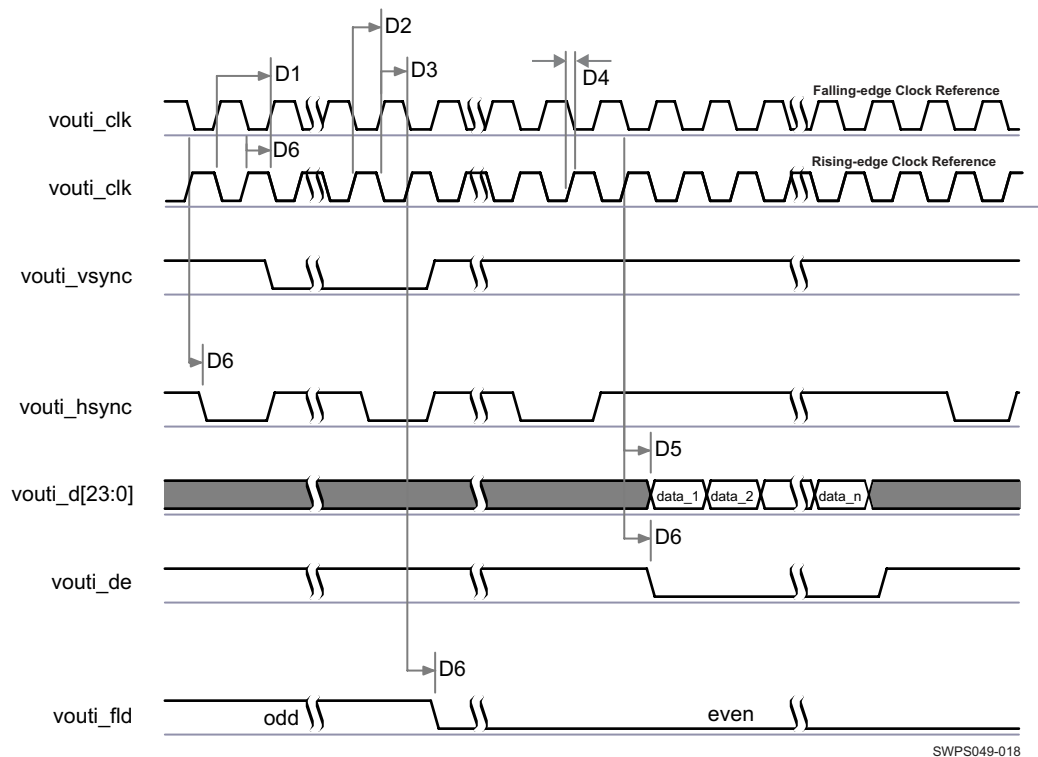 D2
D1
D3
D4
Falling-edge Clock Reference
vouti_clk
D6
Rising-edge Clock Reference
vouti_clk
vouti_vsync
D6
vouti_hsync
D5
vouti_d[23:0]
data_1
data_2
data_n
D6
vouti_de
D6
vouti_fld
odd
even
SWPS049-018